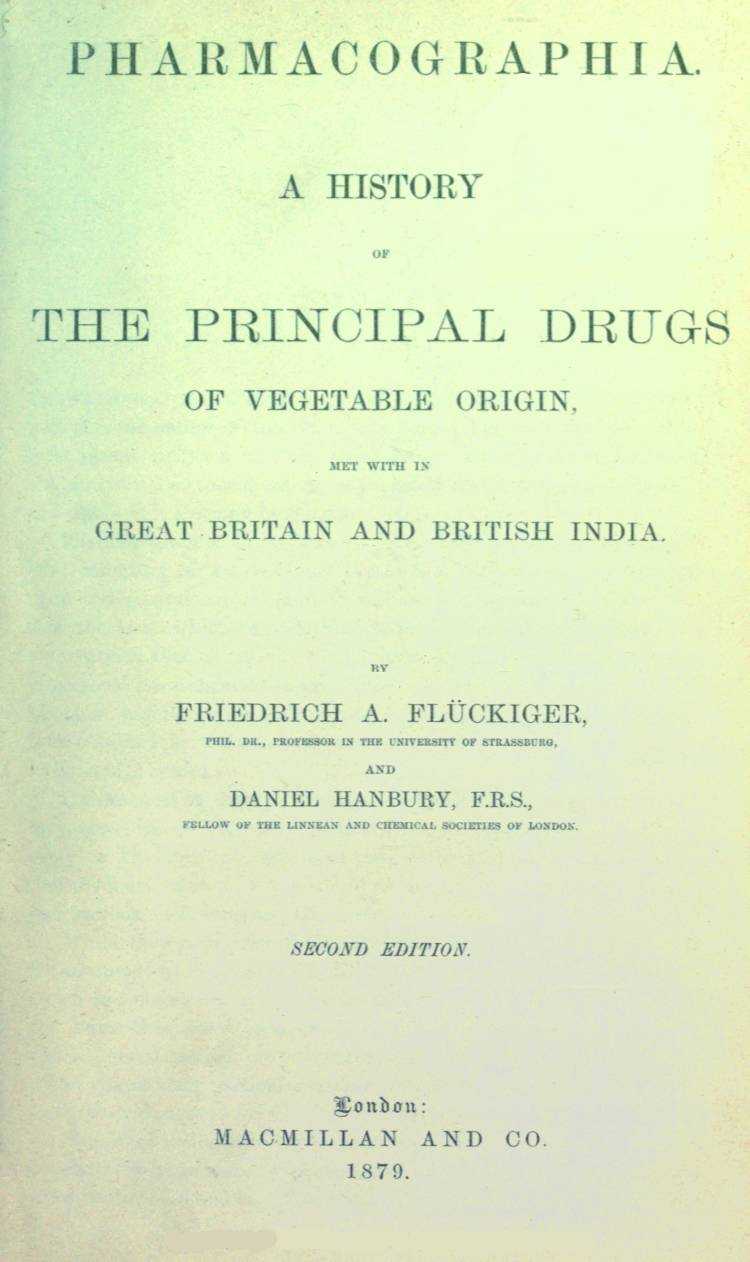 PHARMACOGRAPHIA.
A HISTORY
OF
THE PRINCIPAL DRUGS
OF VEGETABLE ORIGIN,
MET WITH IN
GREAT BRITAIN AND BRITISH INDIA.
BY
FRIEDRICH A. FLÜCKIGER,
PHIL. DR., PROFESSOR IN THE UNIVERSITY OF STRASSBURG,
AND
DANIEL HANBURY, F.R.S.,
FELLOW OF THE LINNEAN AND CHEMICAL SOCIETIES OF LONDON.
SECOND EDITION.
London:
MACMILLAN AND CO.
1879.